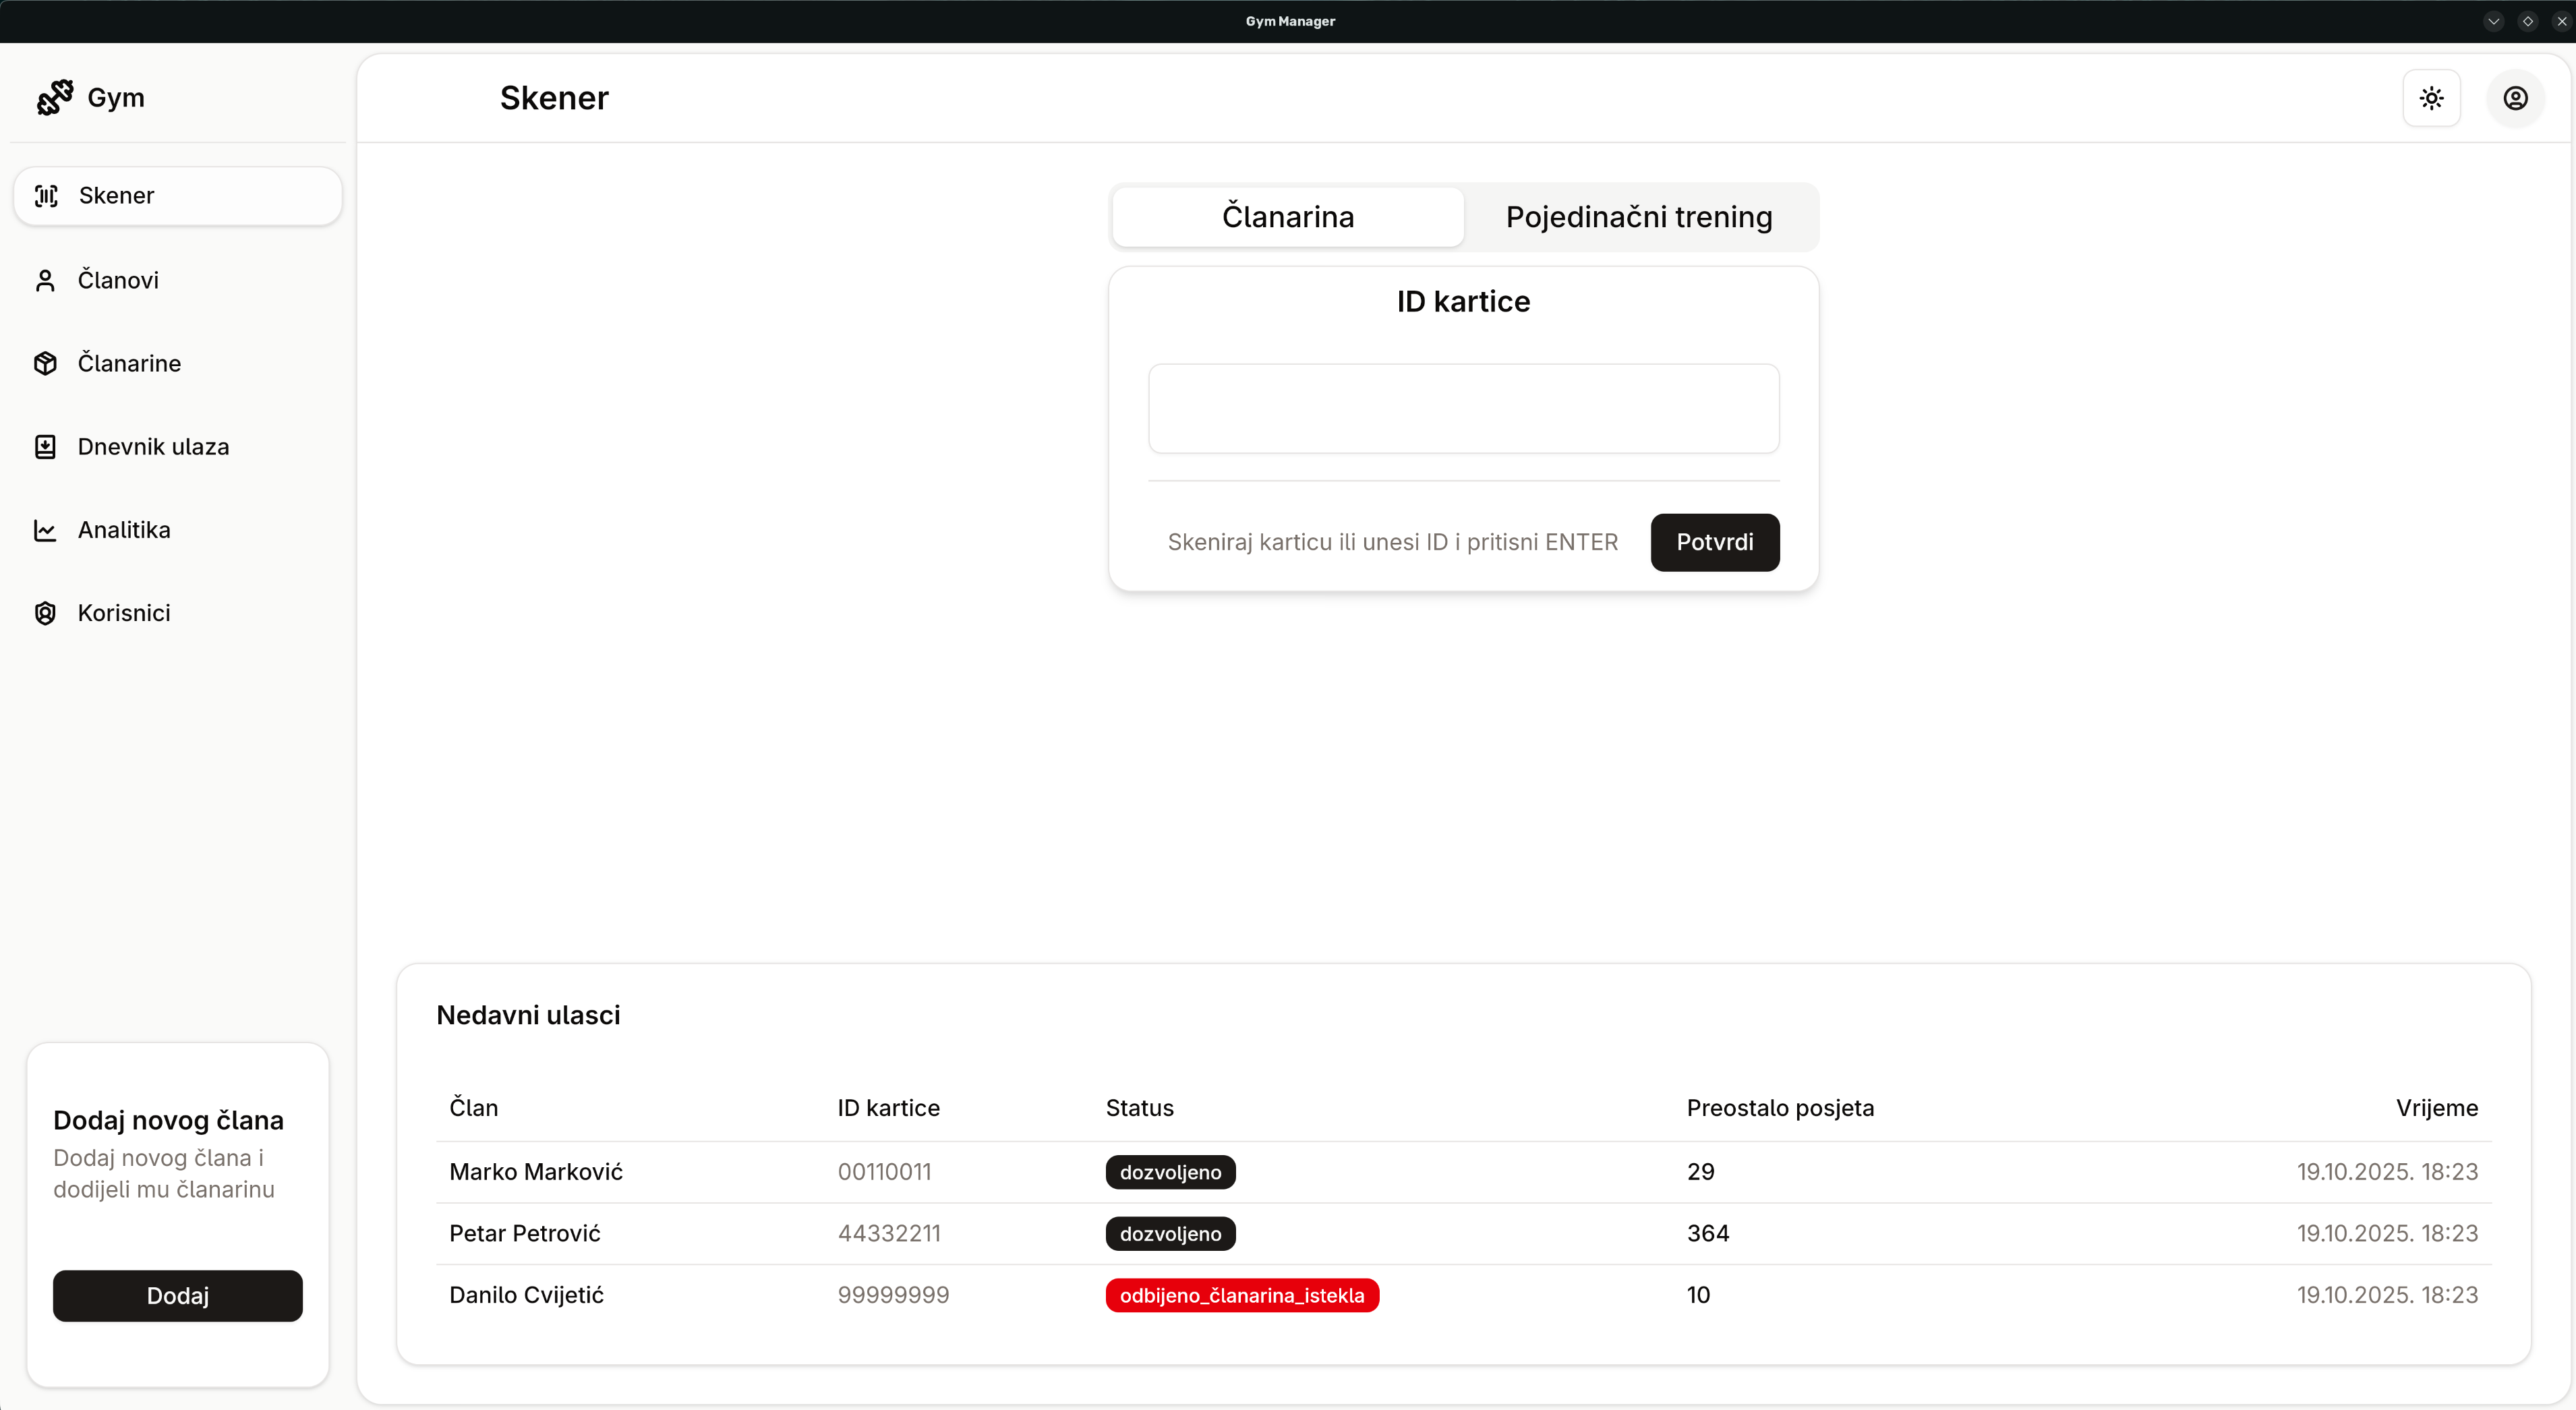 Gym Manager
Gym
Skener
Skener
Članovi
Članarine
Dnevnik ulaza
Analitika
Korisnici
Članarina
Pojedinačni trening
ID kartice
Skeniraj karticu ili unesi ID i pritisni ENTER
Potvrdi
Nedavni ulasci
Član ID kartice Status Preostalo posjeta Vrijeme
Marko Marković 00110011 dozvoljeno 29 19.10.2025. 18:23
Petar Petrović 44332211 dozvoljeno 364 19.10.2025. 18:23
Danilo Cvijetić 99999999 odbijeno_članarina_istekla 10 19.10.2025. 18:23
Dodaj novog člana
Dodaj novog člana i
dodijeli mu članarinu
Dodaj